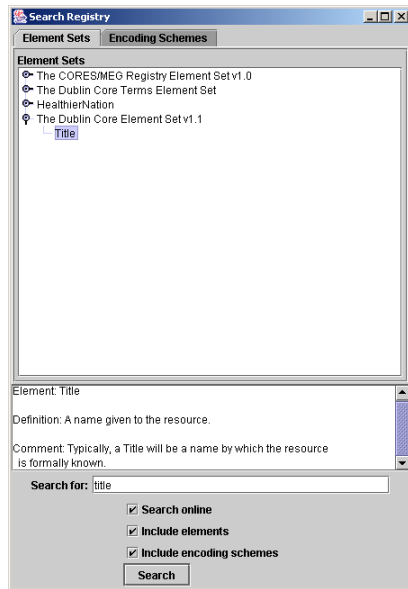 Search Registry
Element Sets Encoding Schemes
Element Sets
The CORES/MEG Registry Element Set v1.0
The Dublin Core Terms Element Set
HealthierNation
The Dublin Core Element Set v1.1
Title
Element: Title
Definition: A name given to the resource.
Comment: Typically, a Title will be a name by which the resource
is formally known.
Search for: title
Search online
Include elements
Include encoding schemes
Search